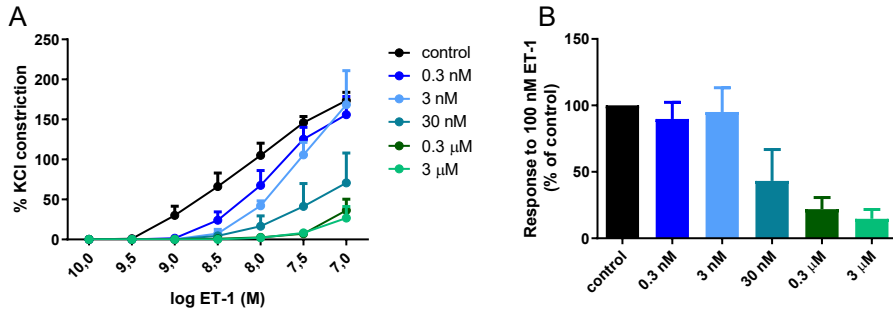 A
% KCl constriction
250
200
150
100
50
0
10,0
9,5
9,0
8,5
8,0
7,5
7,0
log ET-1 (M)
control
0.3 nM
3 nM
30 nM
0.3 µM
3 µM
B
Response to 100 nM ET-1
(% of control)
150
100
50
0
control
0.3 nM
3 nM
30 nM
0.3 µM
3 µM